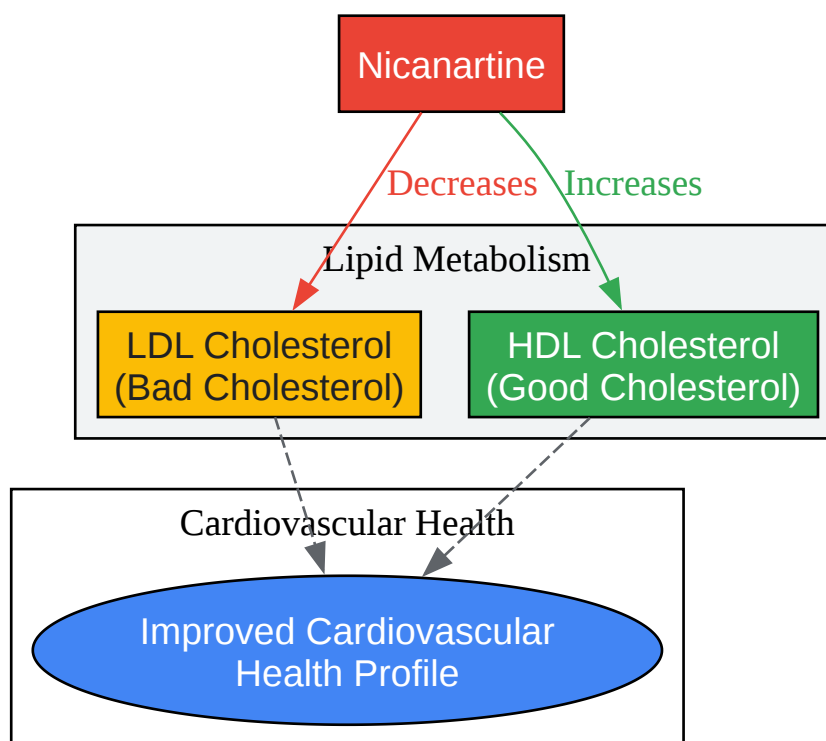 Nicanartine
Decreases
Increases
Lipid Metabolism
LDL Cholesterol
(Bad Cholesterol)
HDL Cholesterol
(Good Cholesterol)
Cardiovascular Health
Improved Cardiovascular
Health Profile